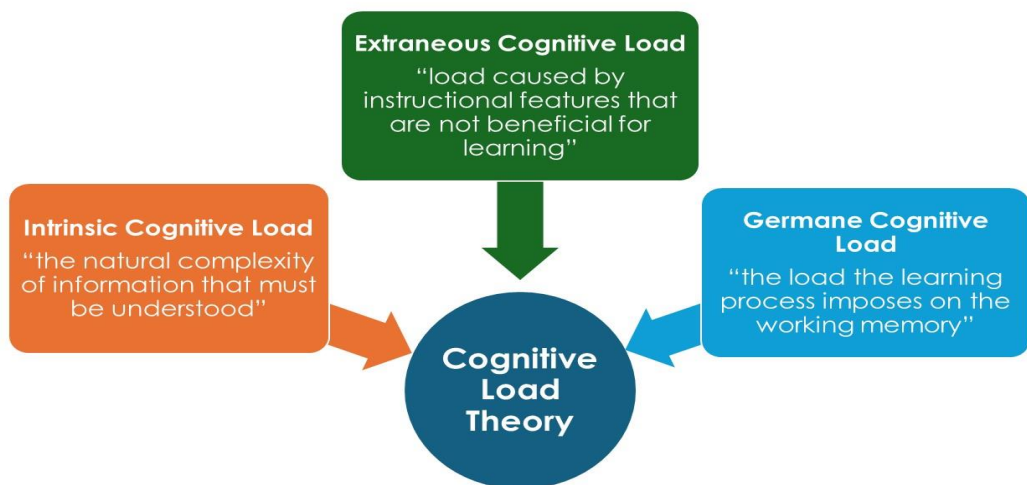 Extraneous Cognitive Load
“load caused by
instructional features that
are not beneficial for
learning”
Intrinsic Cognitive Load
“the natural complexity
of information that must
be understood”
Germane Cognitive
Load
“the load the learning
process imposes on the
working memory”
Cognitive
Load
Theory